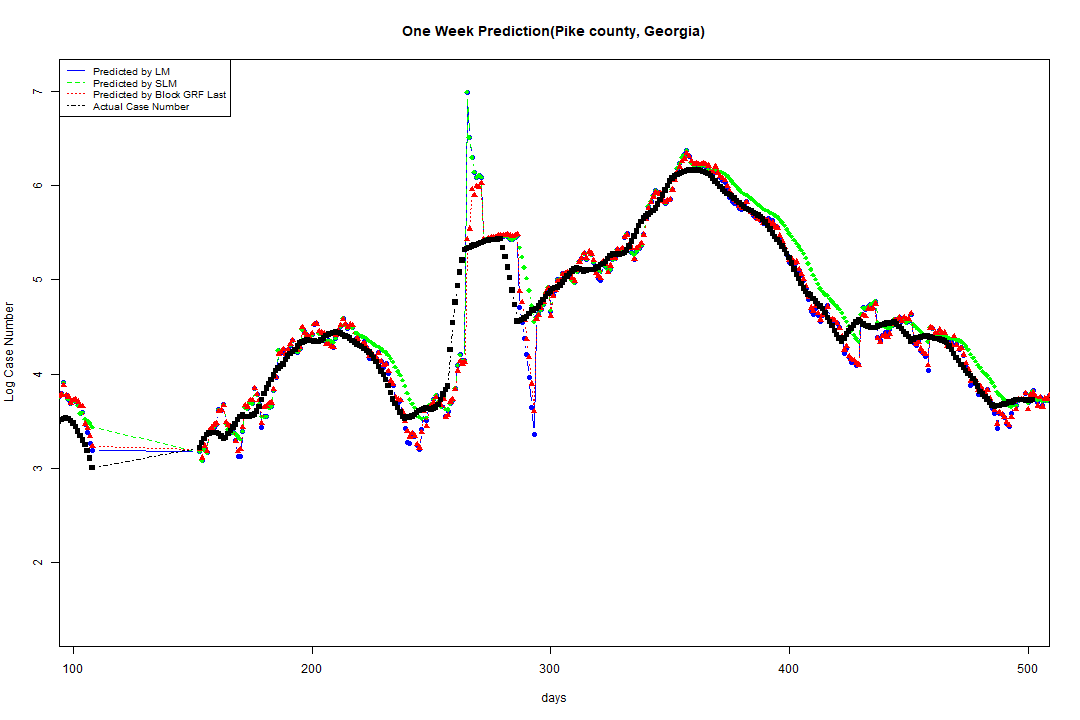 One Week Prediction(Pike county, Georgia)
Predicted by LM
Predicted by SLM
Predicted by Block GRF Last
Actual Case Number
7
6
5
4
3
2
Log Case Number
100 200 300 400 500
days